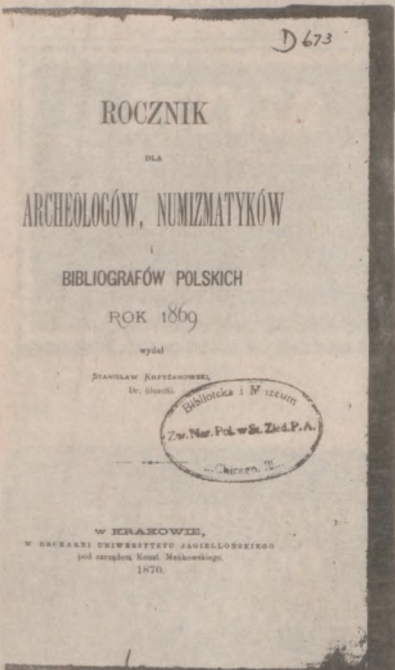 D 673
ROCZNIK
DLA
ARCHEOLOGÓW, NUMIZMATYKÓW
i
BIBLIOGRAFÓW POLSKICH
ROK 1869
wydał
STANISŁAW KRZYŻANOWSKI,
Dr. filozofii.
Biblioteka i Muzeum
Zw. Nar. Pol. w St. Zjed. P. A.
Chicago, Ill.
W KRAKOWIE,
W DRUKARNI UNIWERSYTETU JAGIELLOŃSKIEGO
pod zarządem Konst. Mańkowskiego.
1870.